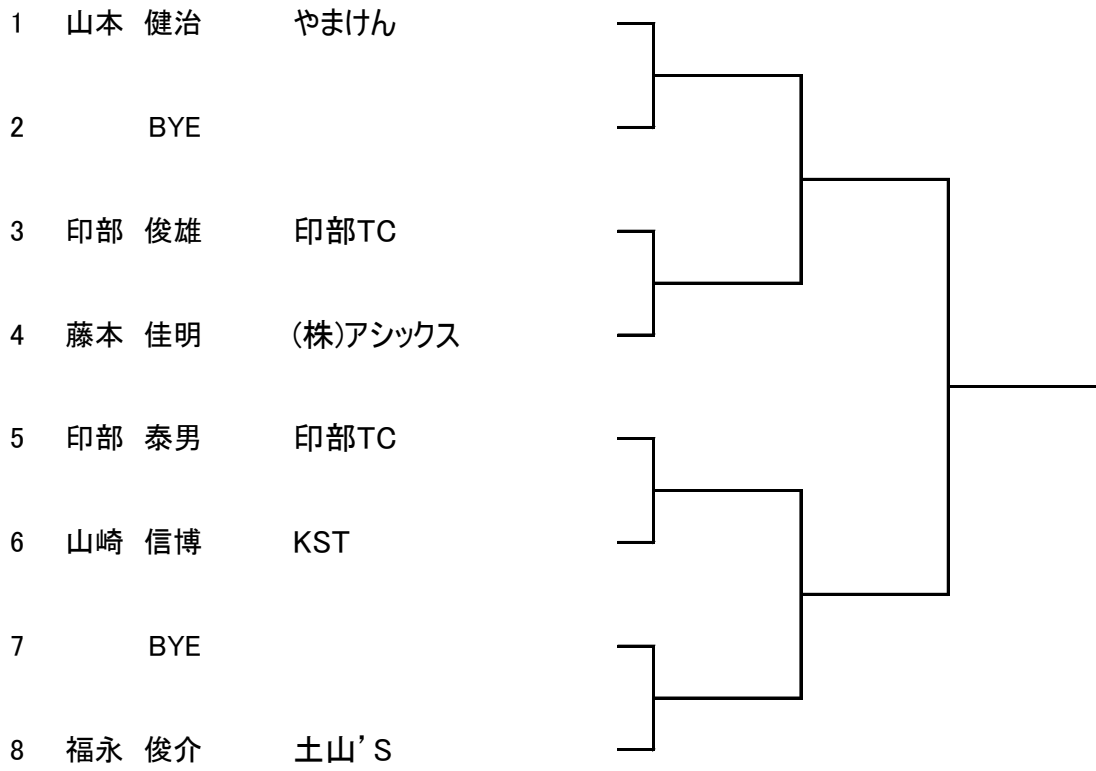 1 山本 健治 やまけん
2 BYE
3 印部 俊雄 印部TC
4 藤本 佳明 (株)アシックス
5 印部 泰男 印部TC
6 山崎 信博 KST
7 BYE
8 福永 俊介 土山’S